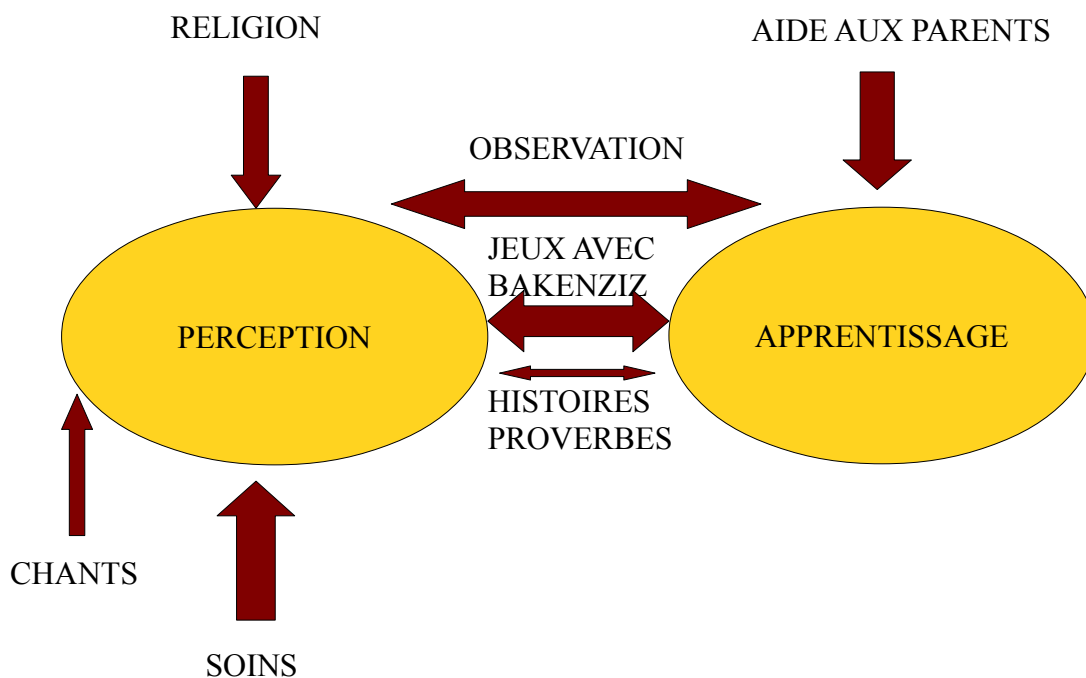 RELIGION
AIDE AUX PARENTS
OBSERVATION
JEUX AVEC
BAKENZIZ
PERCEPTION
APPRENTISSAGE
HISTOIRES
PROVERBES
CHANTS
SOINS